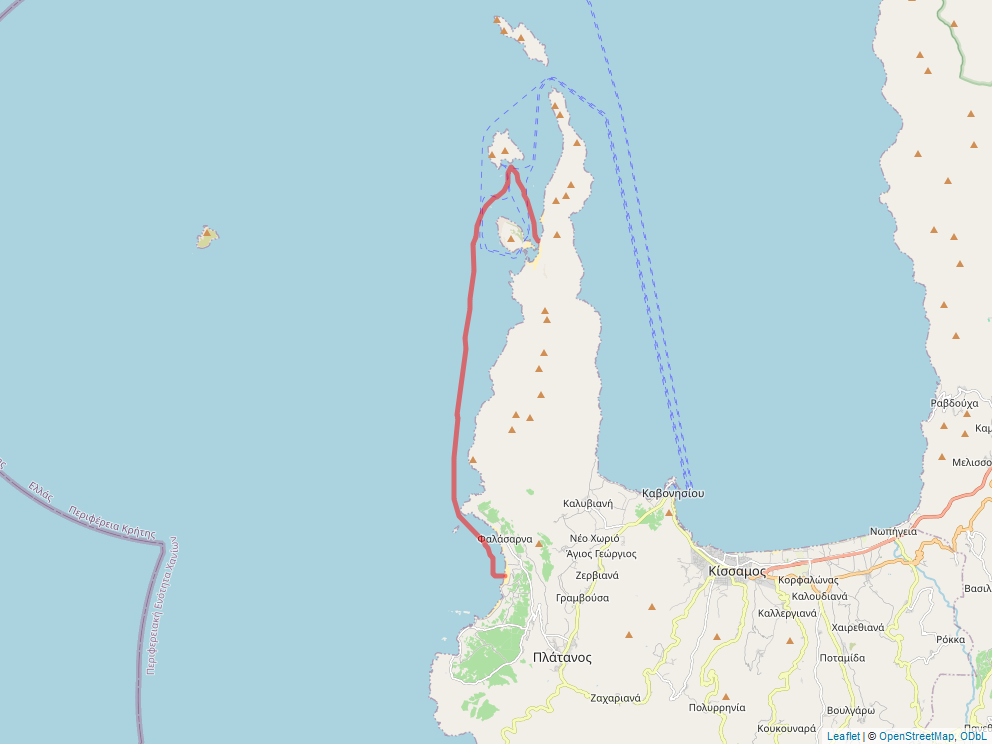 Ραβδούχα
Καμ
Μελισσο
ς
Ελλάς
Περιφέρεια Κρήτης
Περιφερειακή Ενότητα Χανίων
Καβονησίου
Καλυβιανή
Νωπήγεια
Φαλάσαρνα
Νέο Χωριό
Άγιος Γεώργιος
Ζερβιανά
Κίσσαμος
Κορφαλώνας
Βασιλ
Γραμβούσα
Καλουδιανά
Καλλεργιανά
Χαιρεθιανά
Ρόκκα
Πλάτανος
Ποταμίδα
Ζαχαριανά
Πολυρρηνία
Βουλγάρω
Κουκουναρά
Leaflet | © OpenStreetMap, ODbL